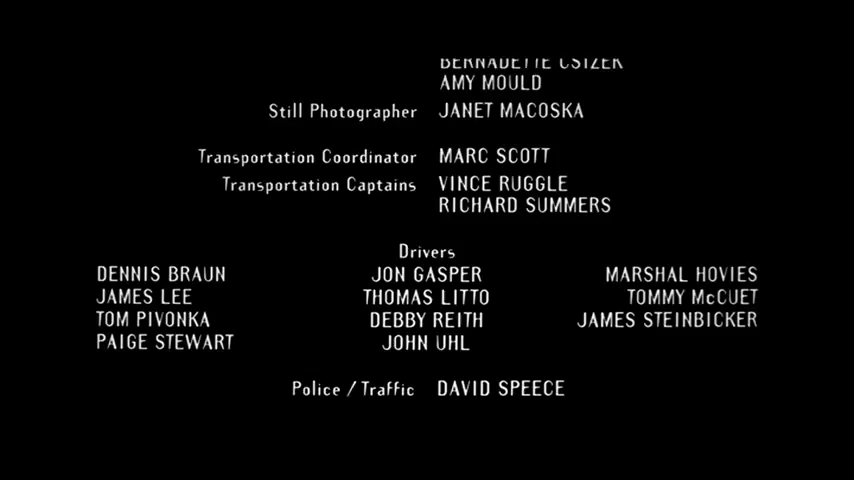 BERNADETTE CSIZEK
AMY MOULD
Still Photographer JANET MACOSKA
Transportation Coordinator MARC SCOTT
Transportation Captains VINCE RUGGLE
RICHARD SUMMERS
Drivers
DENNIS BRAUN JON GASPER MARSHAL HOVIES
JAMES LEE THOMAS LITTO TOMMY McCUET
TOM PIVONKA DEBBY REITH JAMES STEINBICKER
PAIGE STEWART JOHN UHL
Police / Traffic DAVID SPEECE